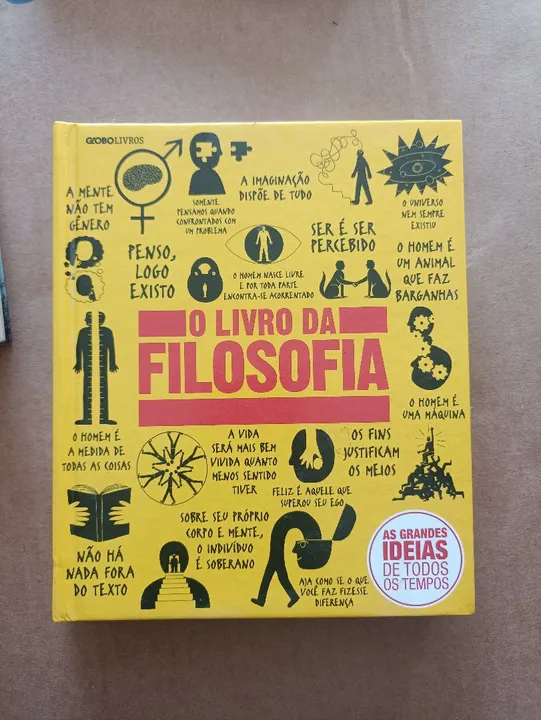 GLOBOLIVROS
A MENTE
NÃO TEM
GÊNERO
SOMENTE
PENSAMOS QUANDO
CONFRONTADOS COM
UM PROBLEMA
A IMAGINAÇÃO
DISPÕE DE TUDO
O UNIVERSO
NEM SEMPRE
EXISTIU
PENSO,
LOGO
EXISTO
O HOMEM NASCE LIVRE
E POR TODA PARTE
ENCONTRA-SE ACORRENTADO
SER É SER
PERCEBIDO
O HOMEM É
UM ANIMAL
QUE FAZ
BARGANHAS
O LIVRO DA
FILOSOFIA
O HOMEM É
UMA MÁQUINA
O HOMEM É
A MEDIDA DE
TODAS AS COISAS
A VIDA
SERÁ MAIS BEM
VIVIDA QUANTO
MENOS SENTIDO
TIVER
FELIZ É AQUELE QUE
SUPEROU SEU EGO
OS FINS
JUSTIFICAM
OS MEIOS
NÃO HÁ
NADA FORA
DO TEXTO
SOBRE SEU PRÓPRIO
CORPO E MENTE,
O INDIVÍDUO
É SOBERANO
AJA COMO SE O QUE
VOCÊ FAZ FIZESSE
DIFERENÇA
AS GRANDES
IDEIAS
DE TODOS
OS TEMPOS